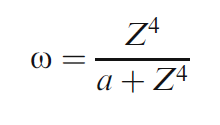 ω = Z⁴ / (a + Z⁴)